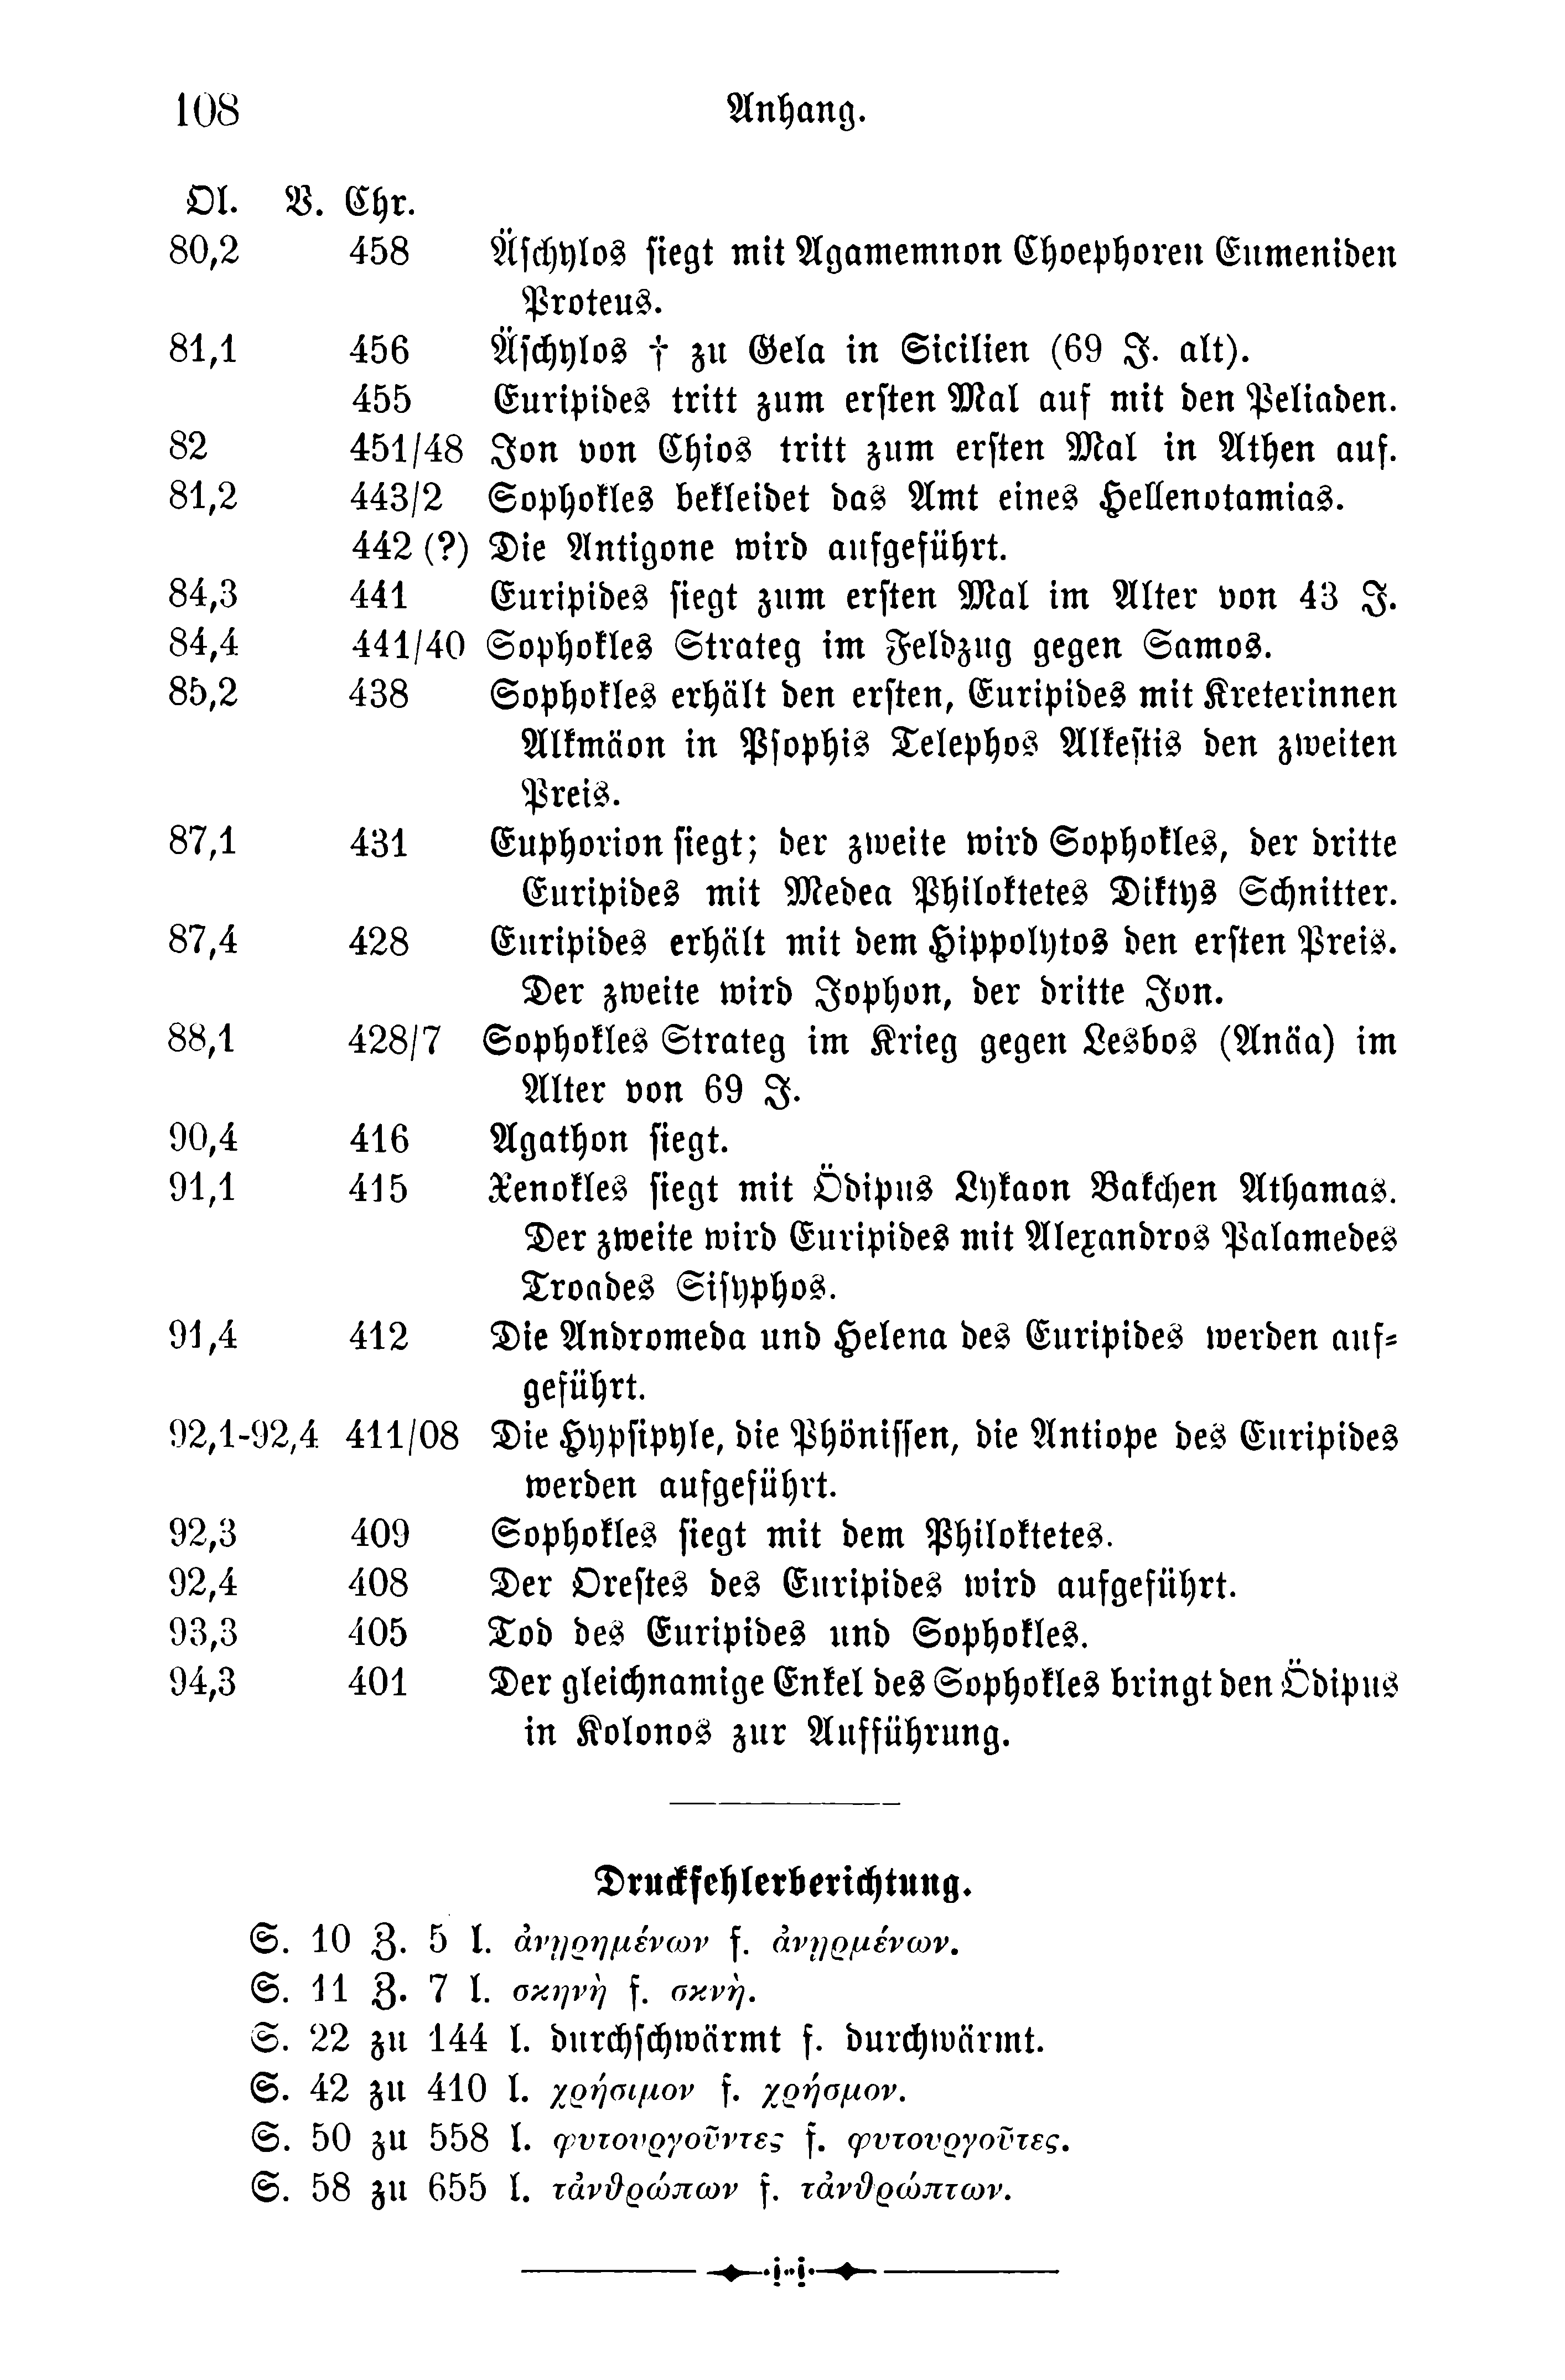 108 Anhang.
Ol. V. Chr.
80,2 458 Äschylos siegt mit Agamemnon Choephoren Eumeniden
Proteus.
81,1 456 Äschylos † zu Gela in Sicilien (69 J. alt).
455 Euripides tritt zum ersten Mal auf mit den Peliaden.
82 451/48 Jon von Chios tritt zum ersten Mal in Athen auf.
81,2 443/2 Sophokles bekleidet das Amt eines Hellenotamias.
442 (?) Die Antigone wird aufgeführt.
84,3 441 Euripides siegt zum ersten Mal im Alter von 43 J.
84,4 441/40 Sophokles Strateg im Feldzug gegen Samos.
85,2 438 Sophokles erhält den ersten, Euripides mit Kreterinnen
Alkmäon in Psophis Telephos Alkestis den zweiten
Preis.
87,1 431 Euphorion siegt; der zweite wird Sophokles, der dritte
Euripides mit Medea Philoktetes Diktys Schnitter.
87,4 428 Euripides erhält mit dem Hippolytos den ersten Preis.
Der zweite wird Jophon, der dritte Jon.
88,1 428/7 Sophokles Strateg im Krieg gegen Lesbos (Anäa) im
Alter von 69 J.
90,4 416 Agathon siegt.
91,1 415 Xenokles siegt mit Ödipus Lykaon Bakchen Athamas.
Der zweite wird Euripides mit Alexandros Palamedes
Troades Sisyphos.
91,4 412 Die Andromeda und Helena des Euripides werden auf-
geführt.
92,1-92,4 411/08 Die Hypsipyle, die Phönissen, die Antiope des Euripides
werden aufgeführt.
92,3 409 Sophokles siegt mit dem Philoktetes.
92,4 408 Der Orestes des Euripides wird aufgeführt.
93,3 405 Tod des Euripides und Sophokles.
94,3 401 Der gleichnamige Enkel des Sophokles bringt den Ödipus
in Kolonos zur Aufführung.
Druckfehlerberichtung.
S. 10 Z. 5 l. ἀνῃρημένων f. ἀνῃρμένων.
S. 11 Z. 7 l. σκηνὴ f. σκνὴ.
S. 22 zu 144 l. durchschwärmt f. durchwärmt.
S. 42 zu 410 l. χρήσιμον f. χρήσμον.
S. 50 zu 558 l. φυτουργοῦντες f. φυτουργοῦτες.
S. 58 zu 655 l. τἀνθρώπων f. τἀνθρώπτων.